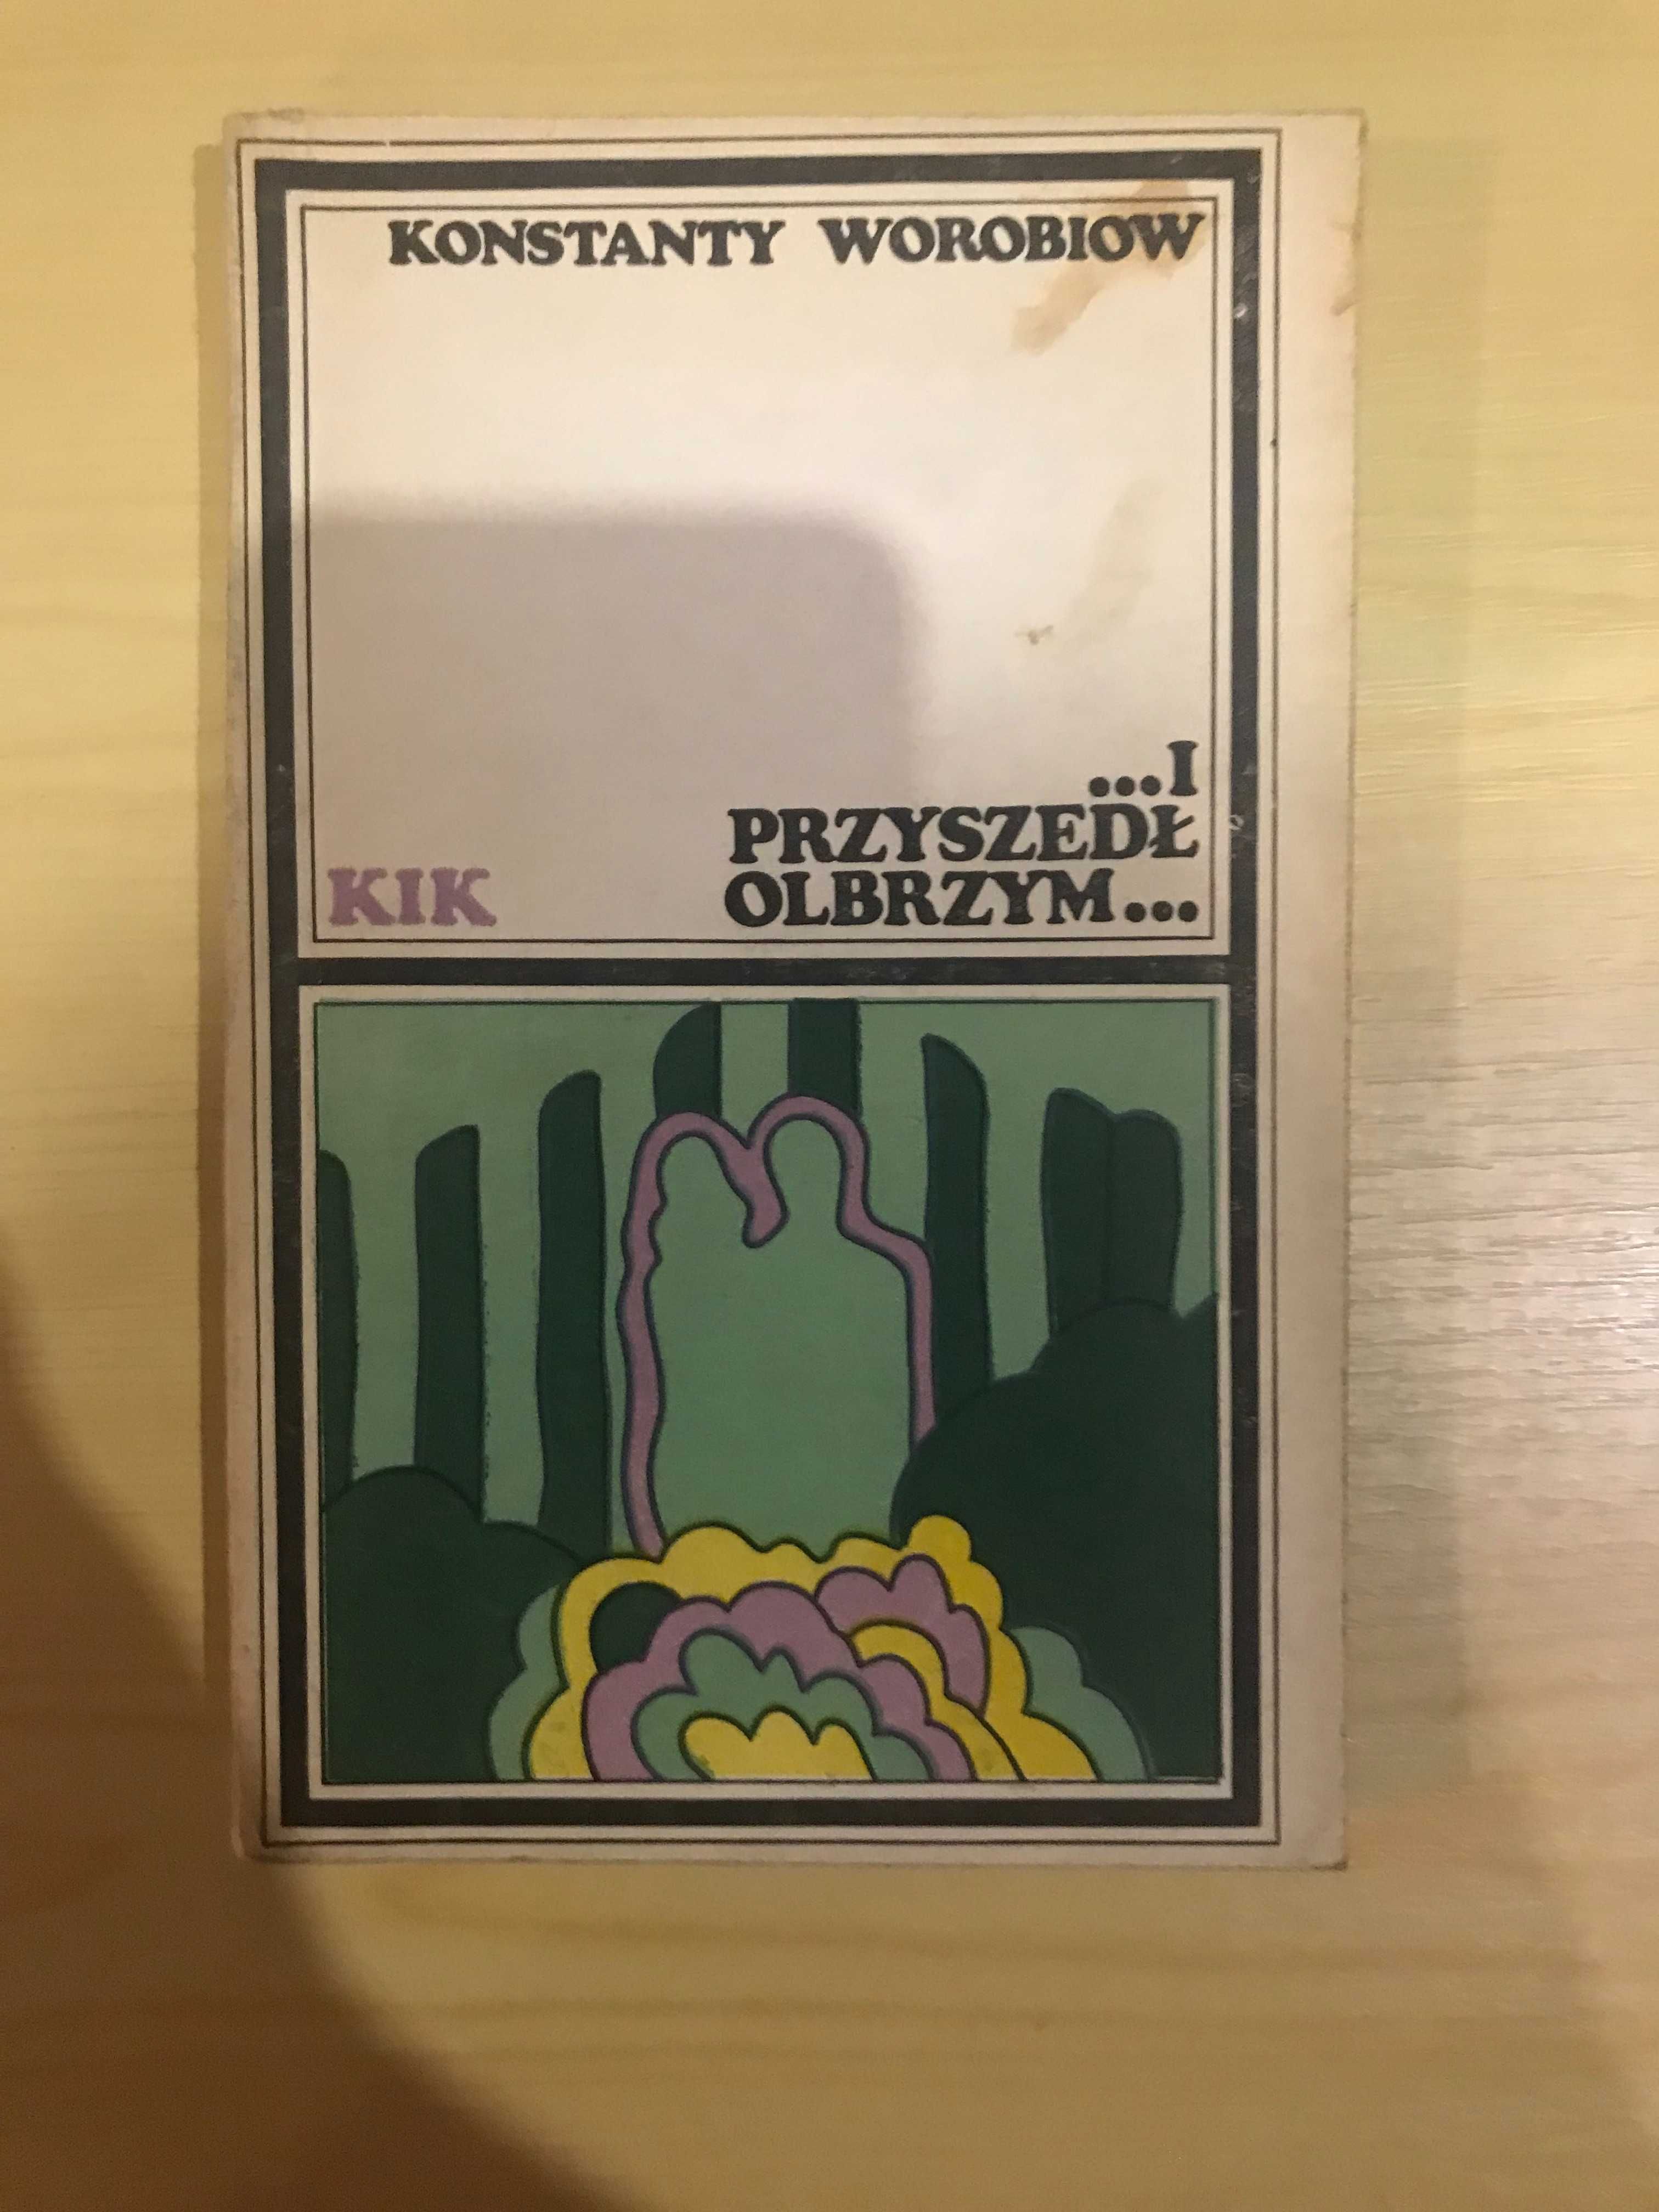 KONSTANTY WOROBIOW
...I
PRZYSZEDŁ
OLBRZYM...
KIK